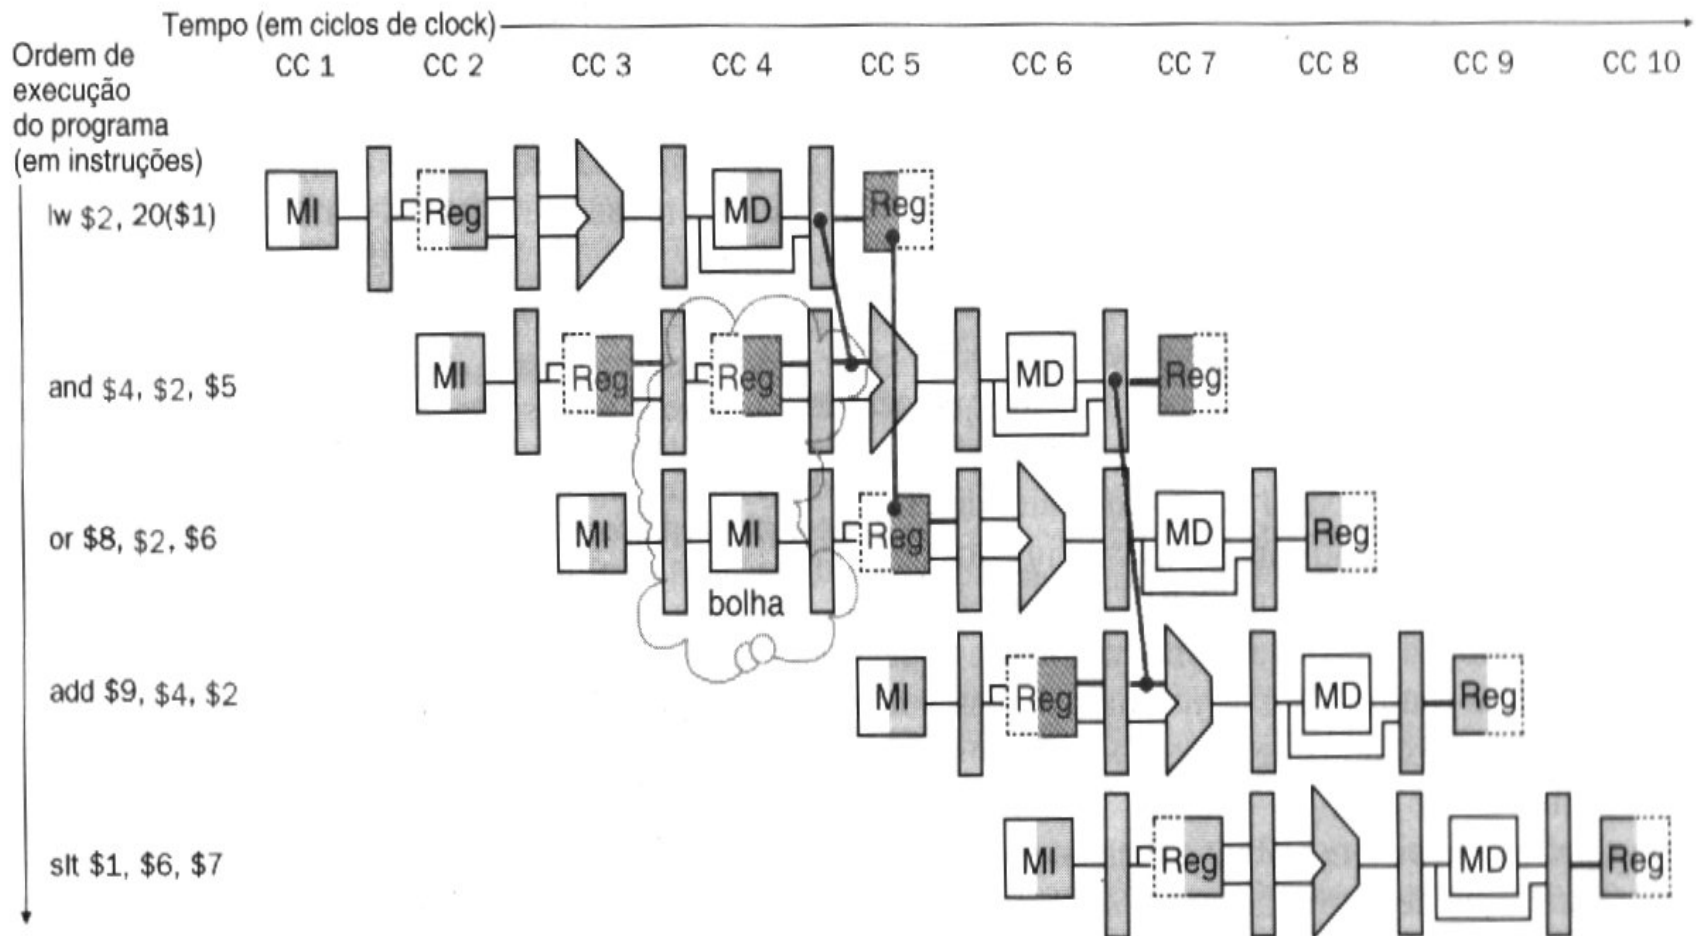 Tempo (em ciclos de clock)
Ordem de
execução
do programa
(em instruções)
CC 1 CC 2 CC 3 CC 4 CC 5 CC 6 CC 7 CC 8 CC 9 CC 10
lw $2, 20($1) MI Reg MD Reg
and $4, $2, $5 MI Reg Reg MD Reg
or $8, $2, $6 MI MI Reg MD Reg
bolha
add $9, $4, $2 MI Reg MD Reg
slt $1, $6, $7 MI Reg MD Reg